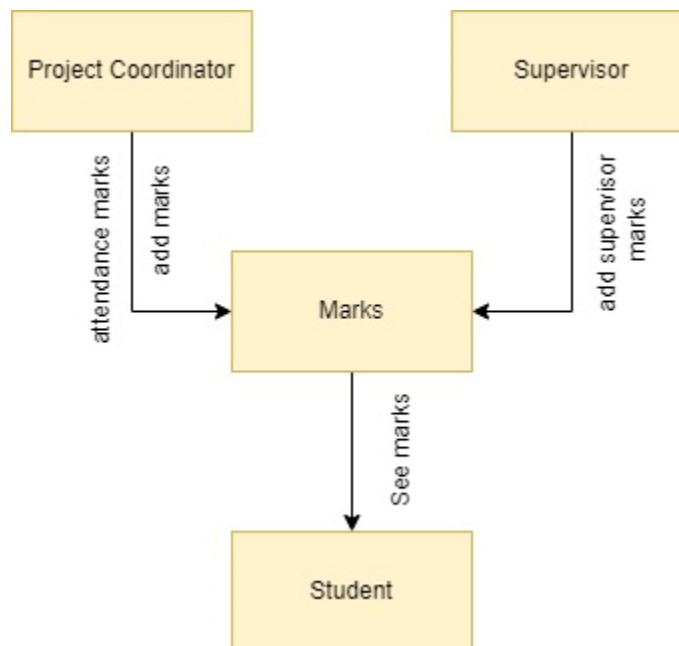 Project Coordinator
Supervisor
attendance marks
add marks
add supervisor
marks
Marks
See marks
Student